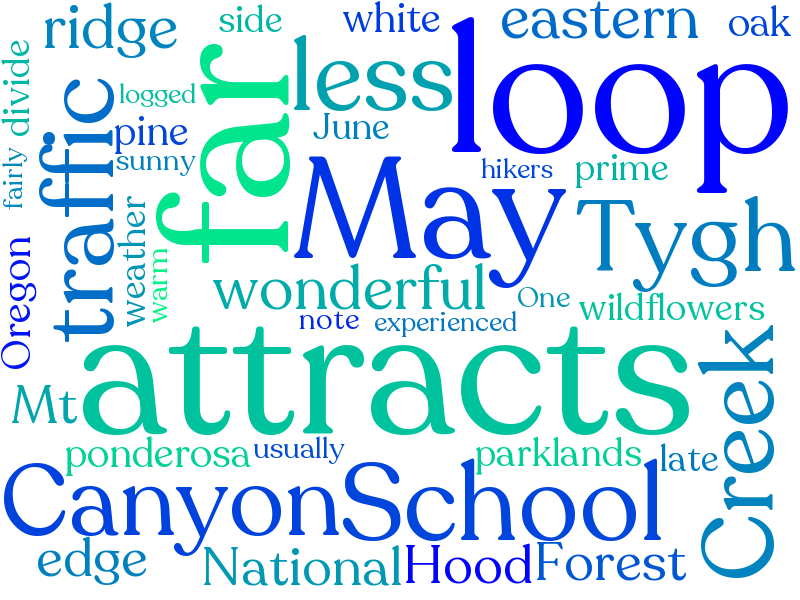 ridge
side
white
eastern
oak
divide
traffic
logged
far
less
loop
pine
June
sunny
fairly
hikers
prime
May
Tygh
weather
warm
Oregon
wonderful
One
wildflowers
note
experienced
attracts
Creek
Mt
ponderosa
usually
parklands
late
Canyon
School
edge
National
Hood
Forest